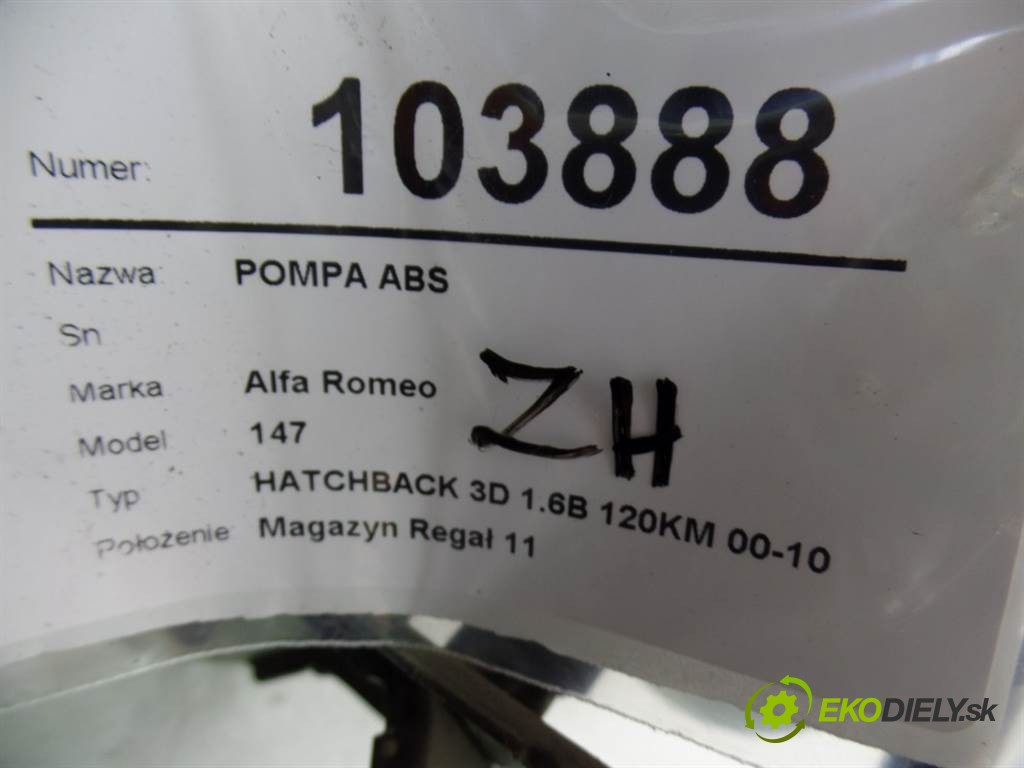 Numer: 103888
Nazwa POMPA ABS
Sn
Marka Alfa Romeo
Model 147
ZH
Typ HATCHBACK 3D 1.6B 120KM 00-10
Położenie Magazyn Regał 11
EKODIELY.sk